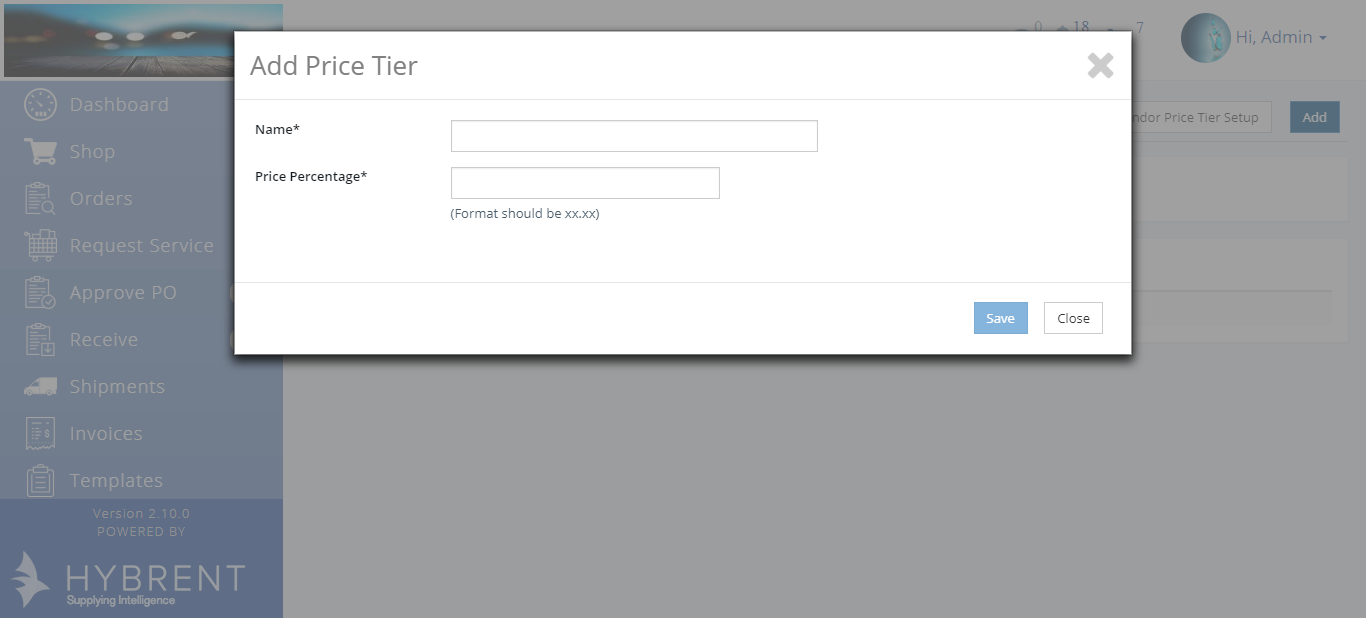 0 18 7
Hi, Admin
Add Price Tier
Name*
Price Percentage*
(Format should be xx.xx)
Save
Close
Price Tier Setup
Add
Dashboard
Shop
Orders
Request Service
Approve PO
Receive
Shipments
Invoices
Templates
Version 2.10.0
POWERED BY
HYBRENT
Supplying Intelligence